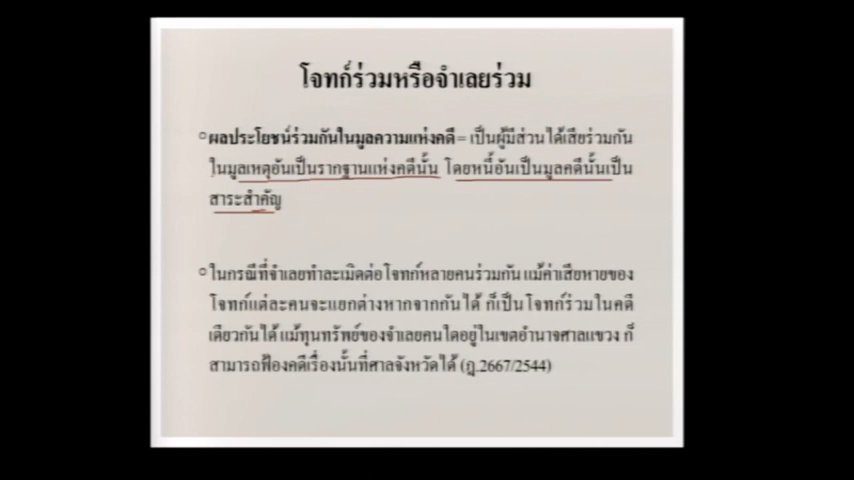 โจทก์ร่วมหรือจำเลยร่วม
○ผลประโยชน์ร่วมกันในมูลความแห่งคดี= เป็นผู้มีส่วนได้เสียร่วมกัน
ในมูลเหตุอันเป็นรากฐานแห่งคดีนั้น โดยหนี้อันเป็นมูลคดีนั้นเป็น
สาระสำคัญ
○ในกรณีที่จำเลยทำละเมิดต่อโจทก์หลายคนร่วมกัน แม้ค่าเสียหายของ
โจทก์แต่ละคนจะแยกต่างหากจากกันได้ ก็เป็นโจทก์ร่วมในคดี
เดียวกันได้ แม้ทุนทรัพย์ของจำเลยคนใดอยู่ในเขตอำนาจศาลแขวง ก็
สามารถฟ้องคดีเรื่องนั้นที่ศาลจังหวัดได้ (ฎ.2667/2544)